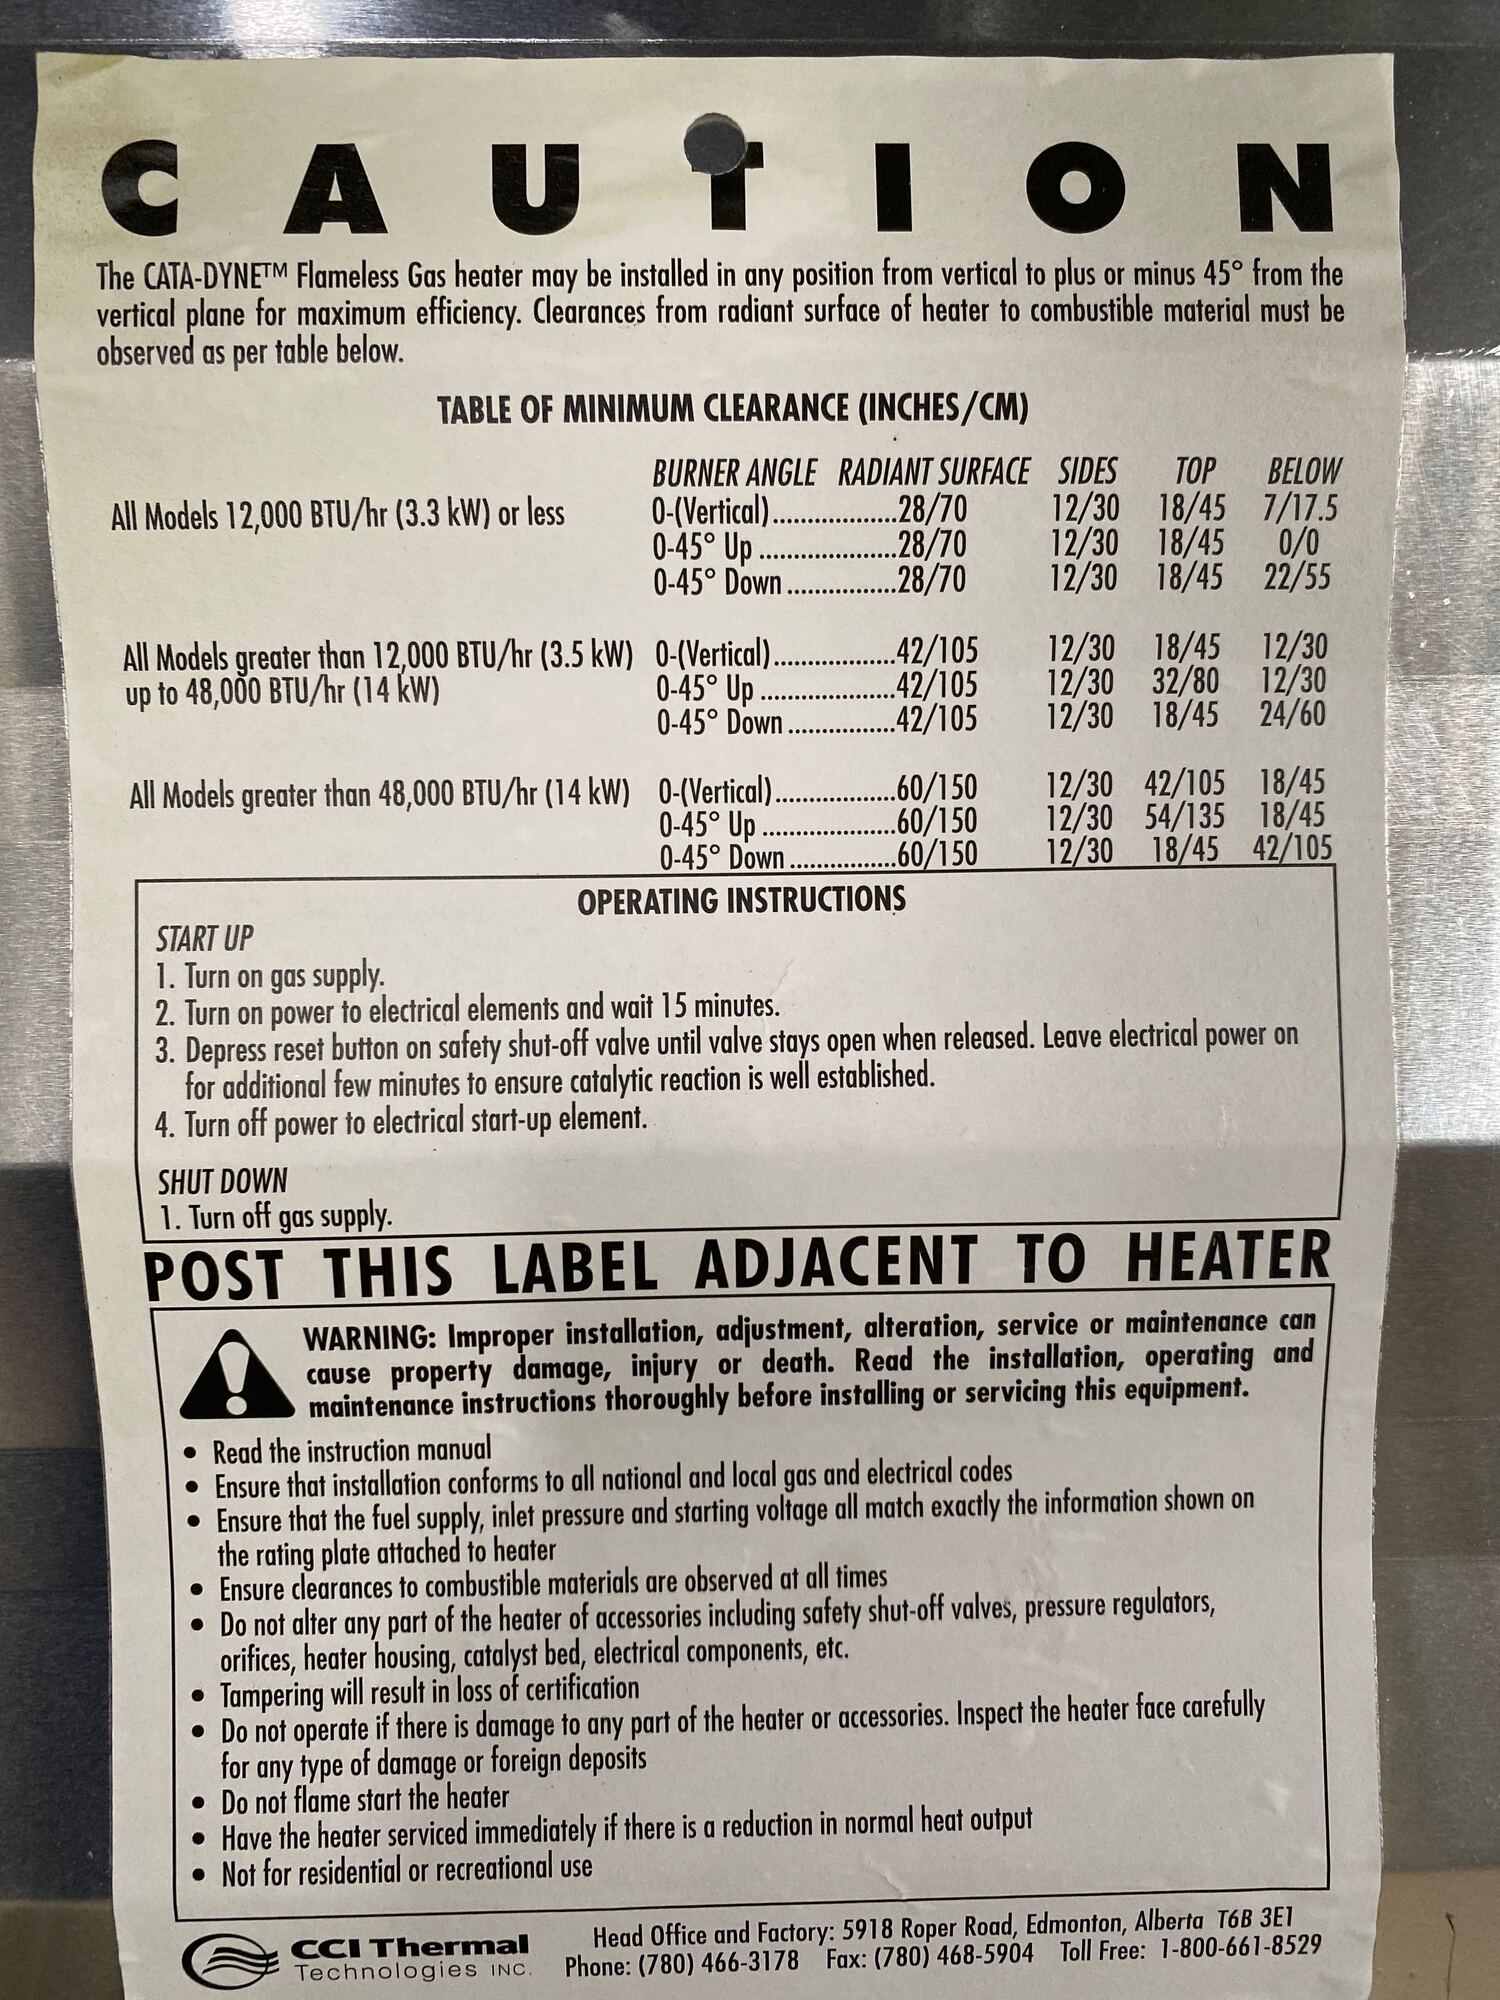 CAUTION
The CATA-DYNE™ Flameless Gas heater may be installed in any position from vertical to plus or minus 45° from the
vertical plane for maximum efficiency. Clearances from radiant surface of heater to combustible material must be
observed as per table below.
TABLE OF MINIMUM CLEARANCE (INCHES/CM)
BURNER ANGLE RADIANT SURFACE SIDES TOP BELOW
All Models 12,000 BTU/hr (3.3 kW) or less 0-(Vertical)..................28/70 12/30 18/45 7/17.5
0-45° Up ....................28/70 12/30 18/45 0/0
0-45° Down ................28/70 12/30 18/45 22/55
All Models greater than 12,000 BTU/hr (3.5 kW) 0-(Vertical)..................42/105 12/30 18/45 12/30
up to 48,000 BTU/hr (14 kW) 0-45° Up ....................42/105 12/30 32/80 12/30
0-45° Down ................42/105 12/30 18/45 24/60
All Models greater than 48,000 BTU/hr (14 kW) 0-(Vertical)..................60/150 12/30 42/105 18/45
0-45° Up ....................60/150 12/30 54/135 18/45
0-45° Down ................60/150 12/30 18/45 42/105
OPERATING INSTRUCTIONS
START UP
1. Turn on gas supply.
2. Turn on power to electrical elements and wait 15 minutes.
3. Depress reset button on safety shut-off valve until valve stays open when released. Leave electrical power on
for additional few minutes to ensure catalytic reaction is well established.
4. Turn off power to electrical start-up element.
SHUT DOWN
1. Turn off gas supply.
POST THIS LABEL ADJACENT TO HEATER
WARNING: Improper installation, adjustment, alteration, service or maintenance can
cause property damage, injury or death. Read the installation, operating and
maintenance instructions thoroughly before installing or servicing this equipment.
• Read the instruction manual
• Ensure that installation conforms to all national and local gas and electrical codes
• Ensure that the fuel supply, inlet pressure and starting voltage all match exactly the information shown on
the rating plate attached to heater
• Ensure clearances to combustible materials are observed at all times
• Do not alter any part of the heater of accessories including safety shut-off valves, pressure regulators,
orifices, heater housing, catalyst bed, electrical components, etc.
• Tampering will result in loss of certification
• Do not operate if there is damage to any part of the heater or accessories. Inspect the heater face carefully
for any type of damage or foreign deposits
• Do not flame start the heater
• Have the heater serviced immediately if there is a reduction in normal heat output
• Not for residential or recreational use
CCI Thermal
Technologies INC.
Head Office and Factory: 5918 Roper Road, Edmonton, Alberta T6B 3E1
Phone: (780) 466-3178 Fax: (780) 468-5904 Toll Free: 1-800-661-8529